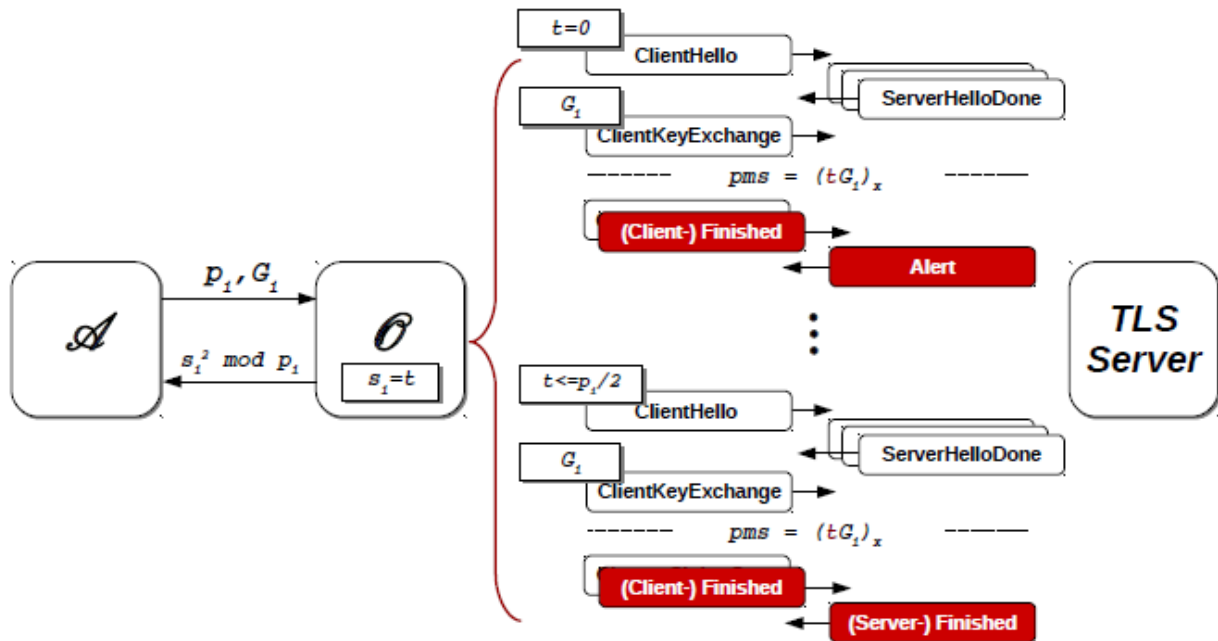 t=0
ClientHello
ServerHelloDone
G₁
ClientKeyExchange
pms = (tG₁)ₓ
(Client-) Finished
Alert
𝒜
p₁,G₁
s₁² mod p₁
𝒪
s₁=t
TLS
Server
t<=p₁/2
ClientHello
ServerHelloDone
G₁
ClientKeyExchange
pms = (tG₁)ₓ
(Client-) Finished
(Server-) Finished